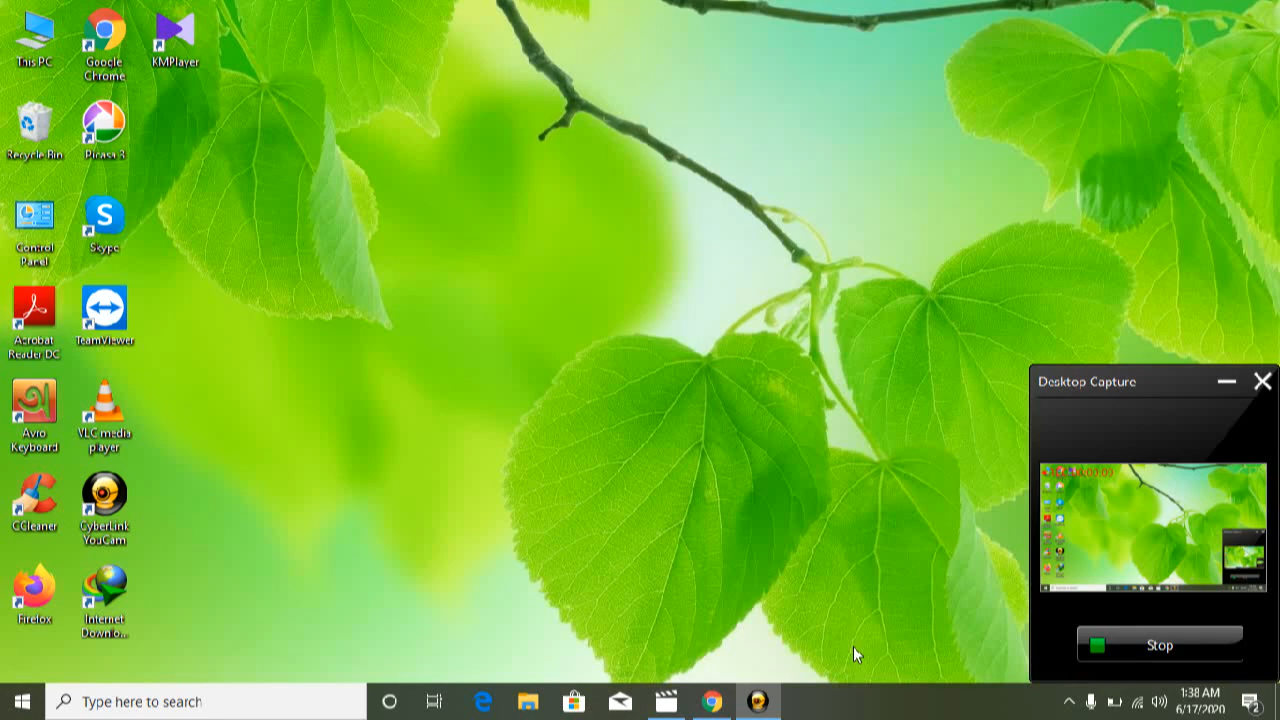 This PC
Google
Chrome
KMPlayer
Recycle Bin
Picasa 3
Control
Panel
Skype
Acrobat
Reader DC
TeamViewer
Avro
Keyboard
VLC media
player
CCleaner
CyberLink
YouCam
Firefox
Internet
Downlo...
Desktop Capture
Stop
Type here to search
1:38 AM
6/17/2020
2